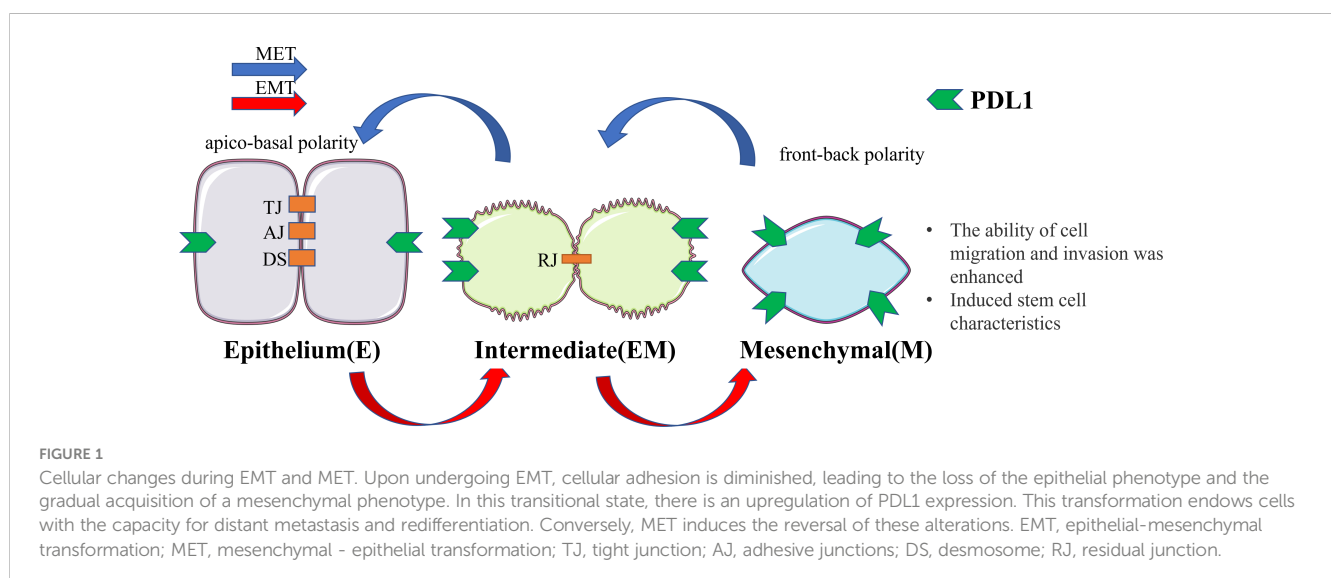 MET
EMT
PDL1
apico-basal polarity
front-back polarity
TJ
AJ
DS
RJ
• The ability of cell
migration and invasion was
enhanced
• Induced stem cell
characteristics
Epithelium(E)
Intermediate(EM)
Mesenchymal(M)
FIGURE 1
Cellular changes during EMT and MET. Upon undergoing EMT, cellular adhesion is diminished, leading to the loss of the epithelial phenotype and the
gradual acquisition of a mesenchymal phenotype. In this transitional state, there is an upregulation of PDL1 expression. This transformation endows cells
with the capacity for distant metastasis and redifferentiation. Conversely, MET induces the reversal of these alterations. EMT, epithelial-mesenchymal
transformation; MET, mesenchymal - epithelial transformation; TJ, tight junction; AJ, adhesive junctions; DS, desmosome; RJ, residual junction.